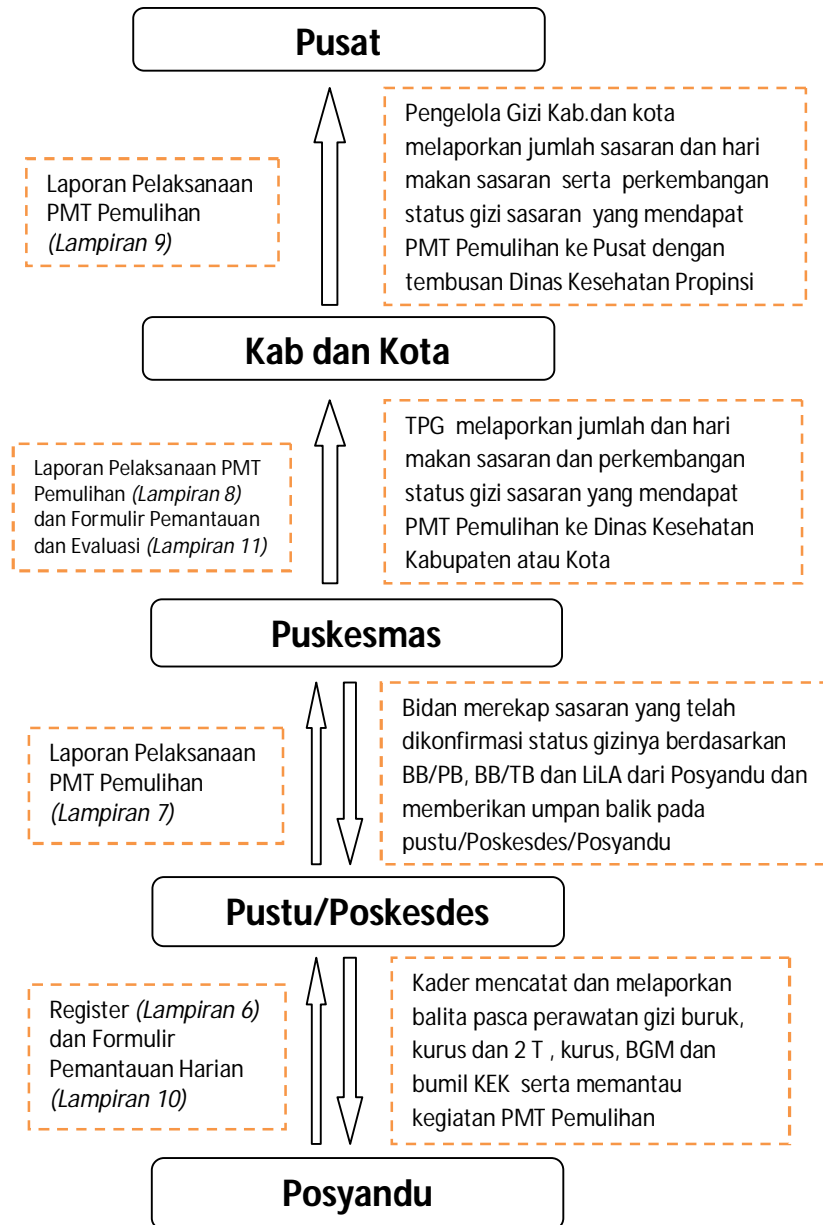 Pusat
Laporan Pelaksanaan
PMT Pemulihan
(Lampiran 9)
Pengelola Gizi Kab.dan kota
melaporkan jumlah sasaran dan hari
makan sasaran serta perkembangan
status gizi sasaran yang mendapat
PMT Pemulihan ke Pusat dengan
tembusan Dinas Kesehatan Propinsi
Kab dan Kota
Laporan Pelaksanaan PMT
Pemulihan (Lampiran 8)
dan Formulir Pemantauan
dan Evaluasi (Lampiran 11)
TPG melaporkan jumlah dan hari
makan sasaran dan perkembangan
status gizi sasaran yang mendapat
PMT Pemulihan ke Dinas Kesehatan
Kabupaten atau Kota
Puskesmas
Laporan Pelaksanaan
PMT Pemulihan
(Lampiran 7)
Bidan merekap sasaran yang telah
dikonfirmasi status gizinya berdasarkan
BB/PB, BB/TB dan LiLA dari Posyandu dan
memberikan umpan balik pada
pustu/Poskesdes/Posyandu
Pustu/Poskesdes
Register (Lampiran 6)
dan Formulir
Pemantauan Harian
(Lampiran 10)
Kader mencatat dan melaporkan
balita pasca perawatan gizi buruk,
kurus dan 2 T , kurus, BGM dan
bumil KEK serta memantau
kegiatan PMT Pemulihan
Posyandu